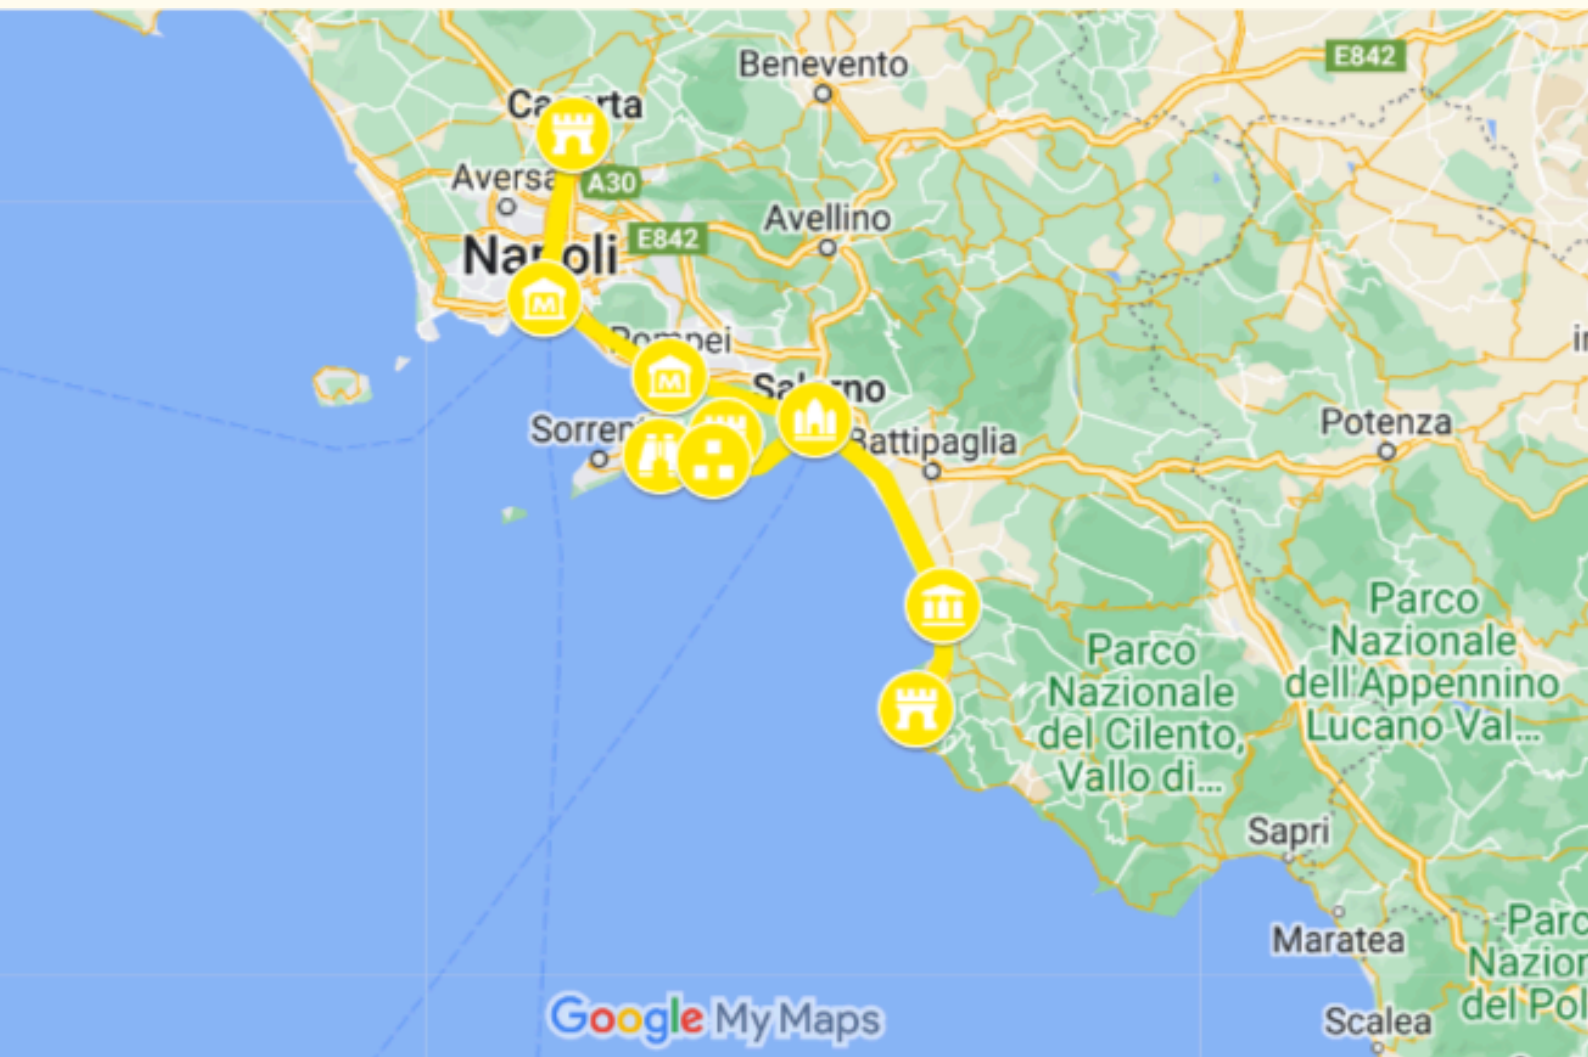 Benevento
E842
Aversa
A30
E842
Avellino
Pompei
Battipaglia
Potenza
Parco
Nazionale
dell'Appennino
Lucano Val...
Parco
Nazionale
del Cilento,
Vallo di...
Sapri
Maratea
Scalea
Google My Maps